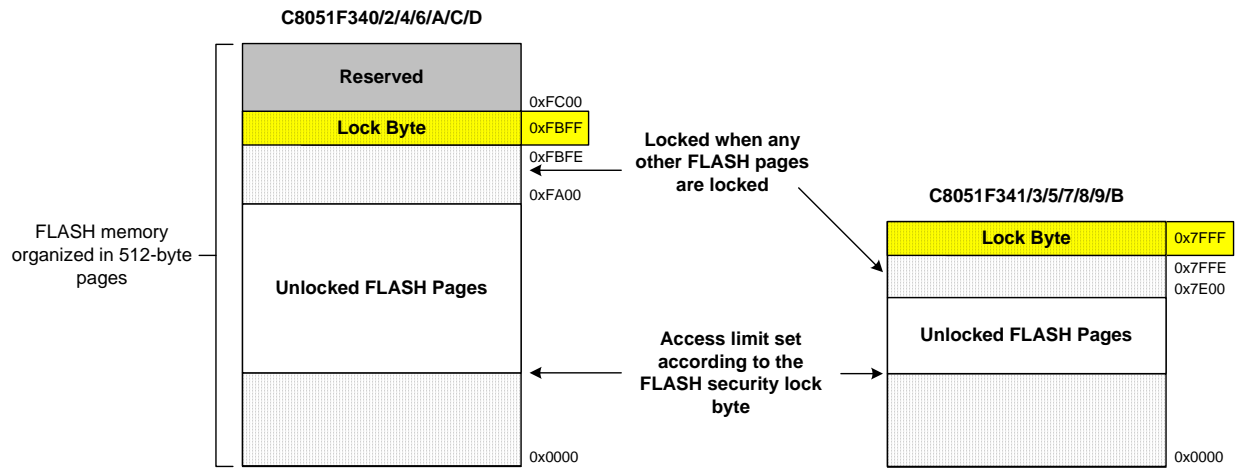 C8051F340/2/4/6/A/C/D
Reserved
0xFC00
Lock Byte
0xFBFF
0xFBFE
0xFA00
FLASH memory
organized in 512-byte
pages
Unlocked FLASH Pages
0x0000
Locked when any
other FLASH pages
are locked
Access limit set
according to the
FLASH security lock
byte
C8051F341/3/5/7/8/9/B
Lock Byte
0x7FFF
0x7FFE
0x7E00
Unlocked FLASH Pages
0x0000